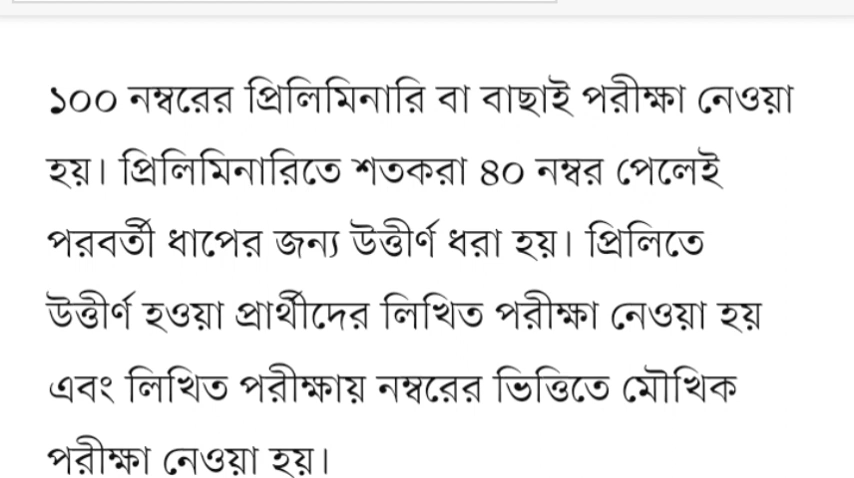 ১০০ নম্বরের প্রিলিমিনারি বা বাছাই পরীক্ষা নেওয়া
হয়। প্রিলিমিনারিতে শতকরা ৪০ নম্বর পেলেই
পরবর্তী ধাপের জন্য উত্তীর্ণ ধরা হয়। প্রিলিতে
উত্তীর্ণ হওয়া প্রার্থীদের লিখিত পরীক্ষা নেওয়া হয়
এবং লিখিত পরীক্ষায় নম্বরের ভিত্তিতে মৌখিক
পরীক্ষা নেওয়া হয়।